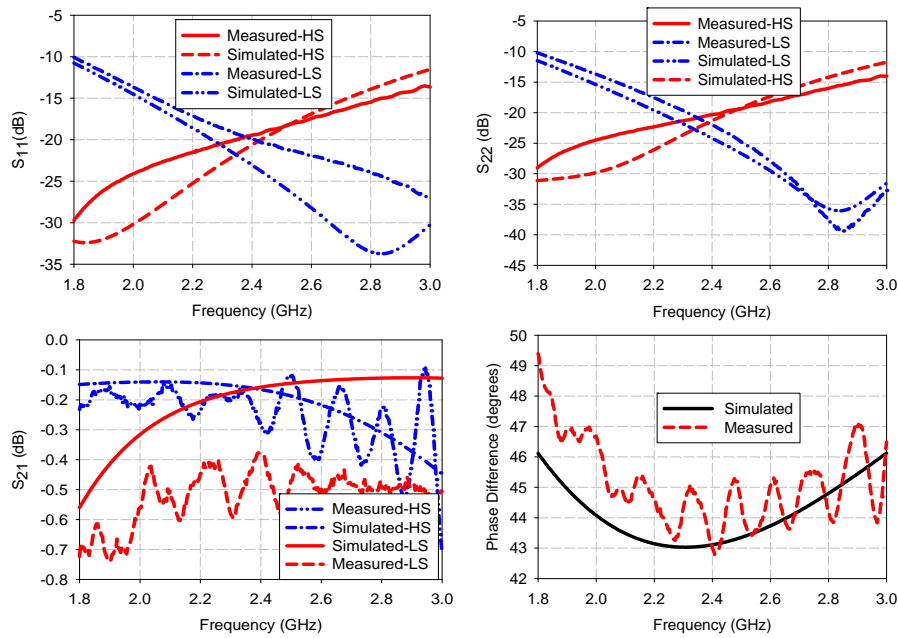 Measured-HS
Simulated-HS
Measured-LS
Simulated-LS
-5
-10
-15
-20
-25
-30
-35
S11(dB)
1.8 2.0 2.2 2.4 2.6 2.8 3.0
Frequency (GHz)
Measured-HS
Measured-LS
Simulated-LS
Simulated-HS
-5
-10
-15
-20
-25
-30
-35
-40
-45
S22 (dB)
1.8 2.0 2.2 2.4 2.6 2.8 3.0
Frequency (GHz)
0.0
-0.1
-0.2
-0.3
-0.4
-0.5
-0.6
-0.7
-0.8
S21 (dB)
Measured-HS
Simulated-HS
Simulated-LS
Measured-LS
1.8 2.0 2.2 2.4 2.6 2.8 3.0
Frequency (GHz)
50
49
48
47
46
45
44
43
42
Phase Difference (degrees)
Simulated
Measured
1.8 2.0 2.2 2.4 2.6 2.8 3.0
Frequency (GHz)